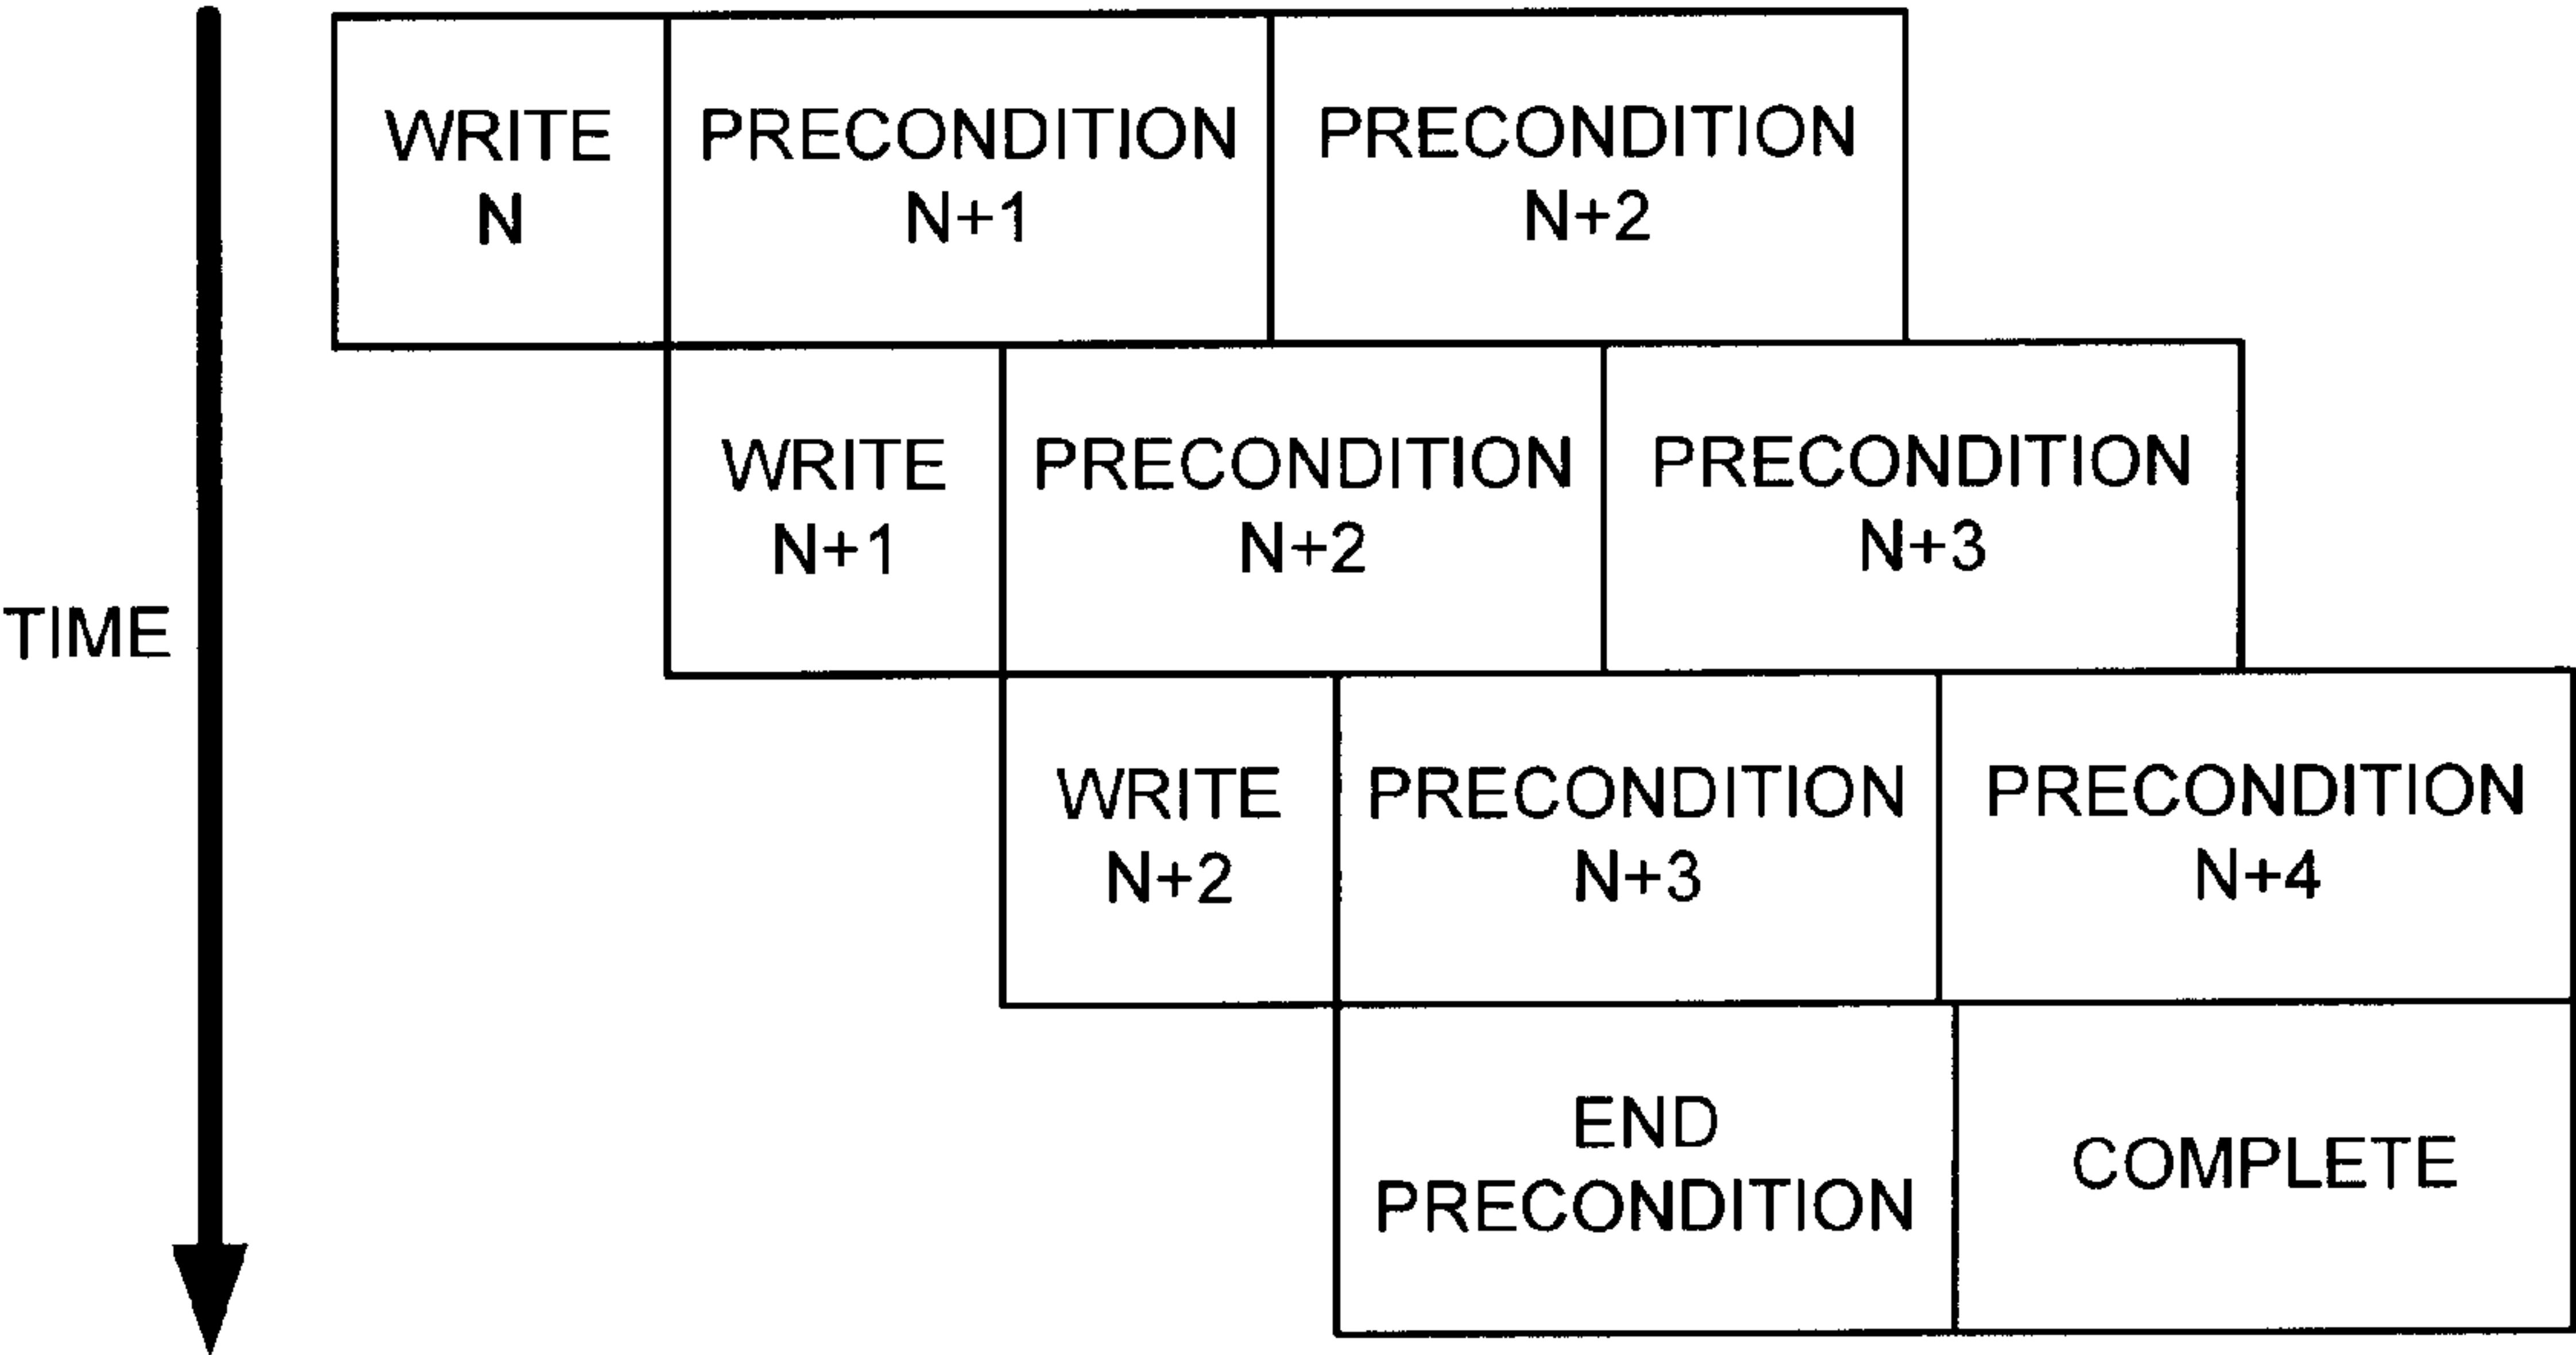 WRITE
N
PRECONDITION
N+1
PRECONDITION
N+2
WRITE
N+1
PRECONDITION
N+2
PRECONDITION
N+3
TIME
WRITE
N+2
PRECONDITION
N+3
PRECONDITION
N+4
END
PRECONDITION
COMPLETE